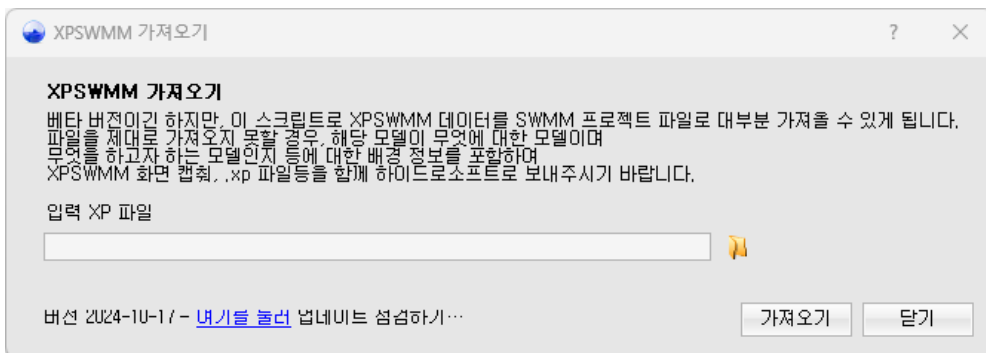 XPSWMM 가져오기
?
XPSWMM 가져오기
베타 버전이긴 하지만, 이 스크립트로 XPSWMM 데이터를 SWMM 프로젝트 파일로 대부분 가져올 수 있게 됩니다.
파일을 제대로 가져오지 못할 경우, 해당 모델이 무엇에 대한 모델이며
무엇을 하고자 하는 모델인지 등에 대한 배경 정보를 포함하여
XPSWMM 화면 캡춰, .xp 파일등을 함께 하이드로소프트로 보내주시기 바랍니다.
입력 XP 파일
버전 2024-10-17 - 여기를 눌러 업데이트 점검하기...
가져오기
닫기